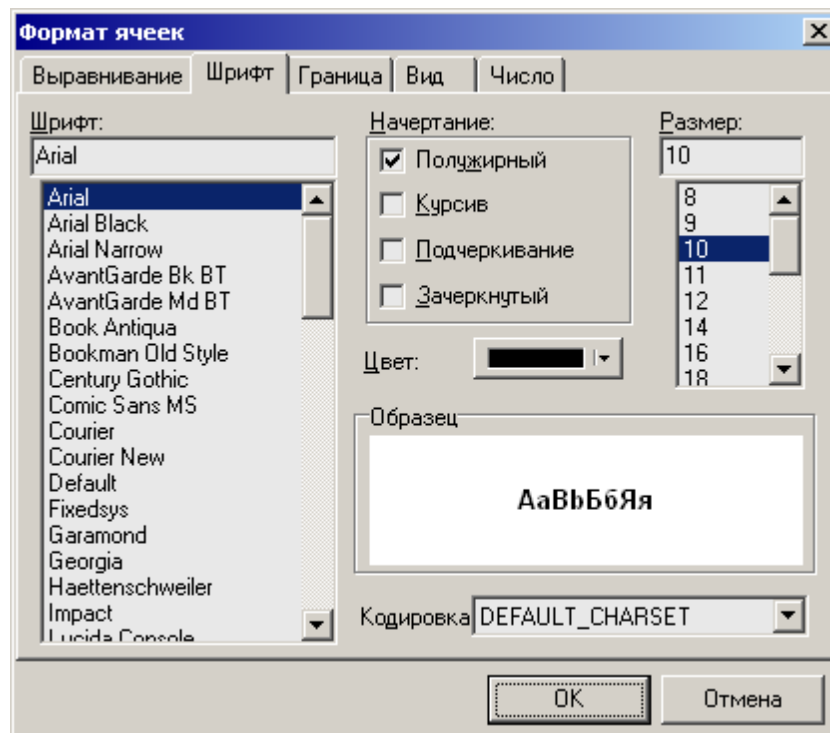 Формат ячеек
Выравнивание Шрифт Граница Вид Число
Шрифт:
Arial
Arial
Arial Black
Arial Narrow
AvantGarde Bk BT
AvantGarde Md BT
Book Antiqua
Bookman Old Style
Century Gothic
Comic Sans MS
Courier
Courier New
Default
Fixedsys
Garamond
Georgia
Haettenschweiler
Impact
Lucida Console
Начертание:
Полужирный
Курсив
Подчеркивание
Зачеркнутый
Размер:
10
8
9
10
11
12
14
16
18
Цвет:
Образец
АаВbБбЯя
Кодировка DEFAULT_CHARSET
OK Отмена